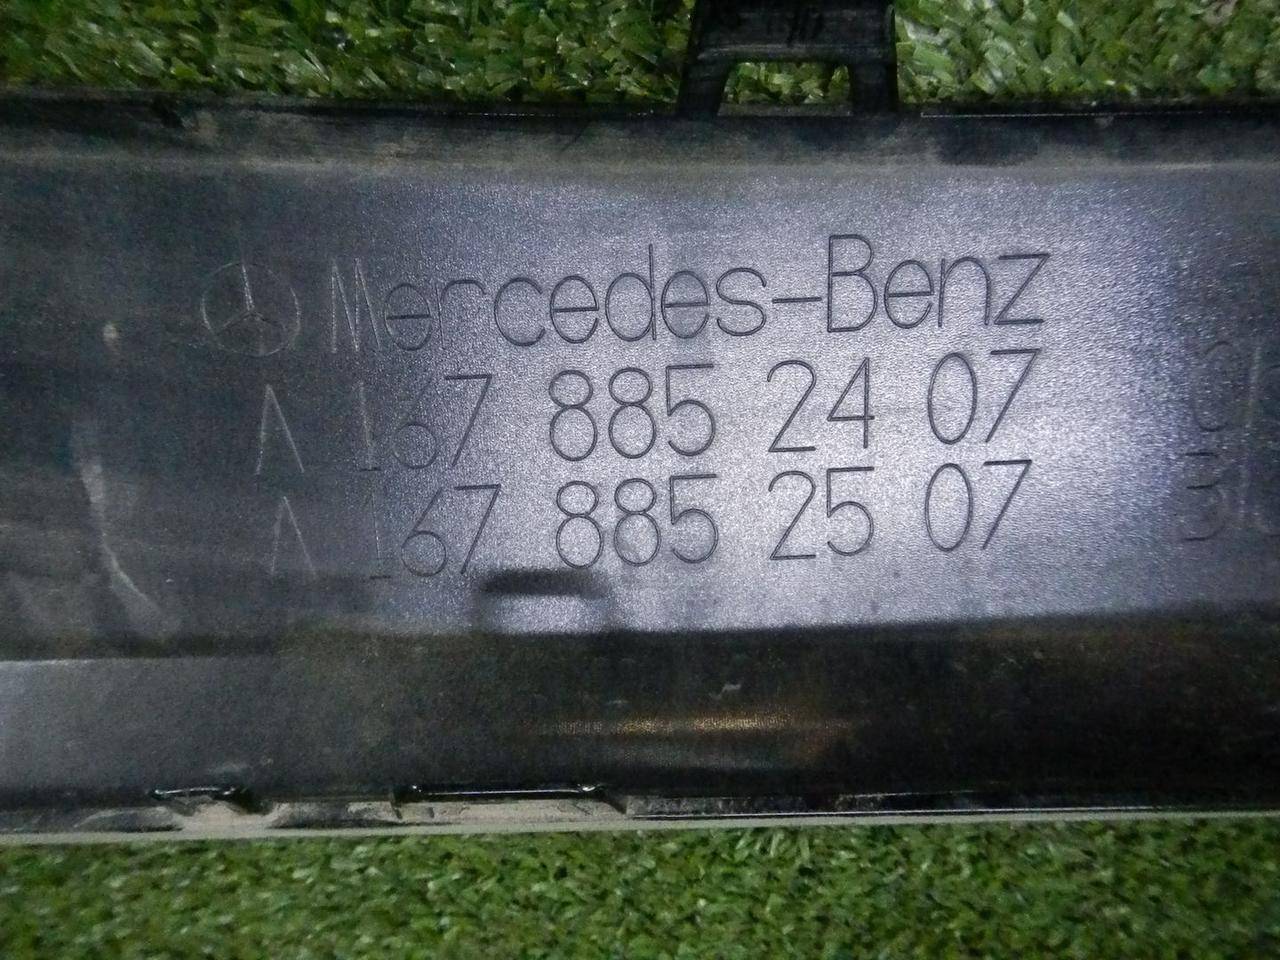 Mercedes-Benz
A 167 885 24 07
A 167 885 25 07